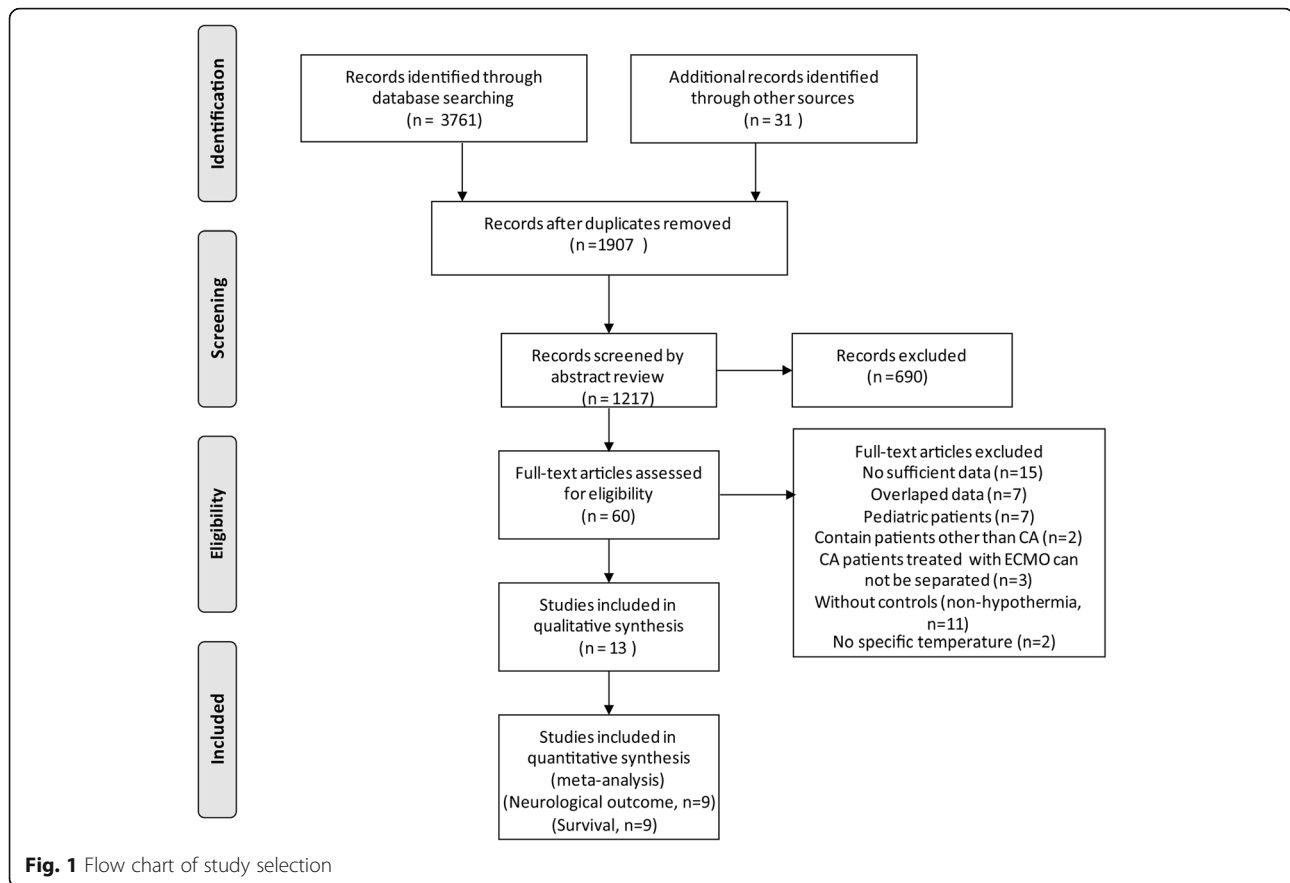 Identification
Records identified through
database searching
(n = 3761)
Additional records identified
through other sources
(n = 31 )
Records after duplicates removed
(n =1907 )
Screening
Records screened by
abstract review
(n = 1217)
Records excluded
(n =690)
Eligibility
Full-text articles assessed
for eligibility
(n = 60)
Full-text articles excluded
No sufficient data (n=15)
Overlaped data (n=7)
Pediatric patients (n=7)
Contain patients other than CA (n=2)
CA patients treated with ECMO can
not be separated (n=3)
Without controls (non-hypothermia,
n=11)
No specific temperature (n=2)
Studies included in
qualitative synthesis
(n = 13 )
Included
Studies included in
quantitative synthesis
(meta-analysis)
(Neurological outcome, n=9)
(Survival, n=9)
Fig. 1 Flow chart of study selection